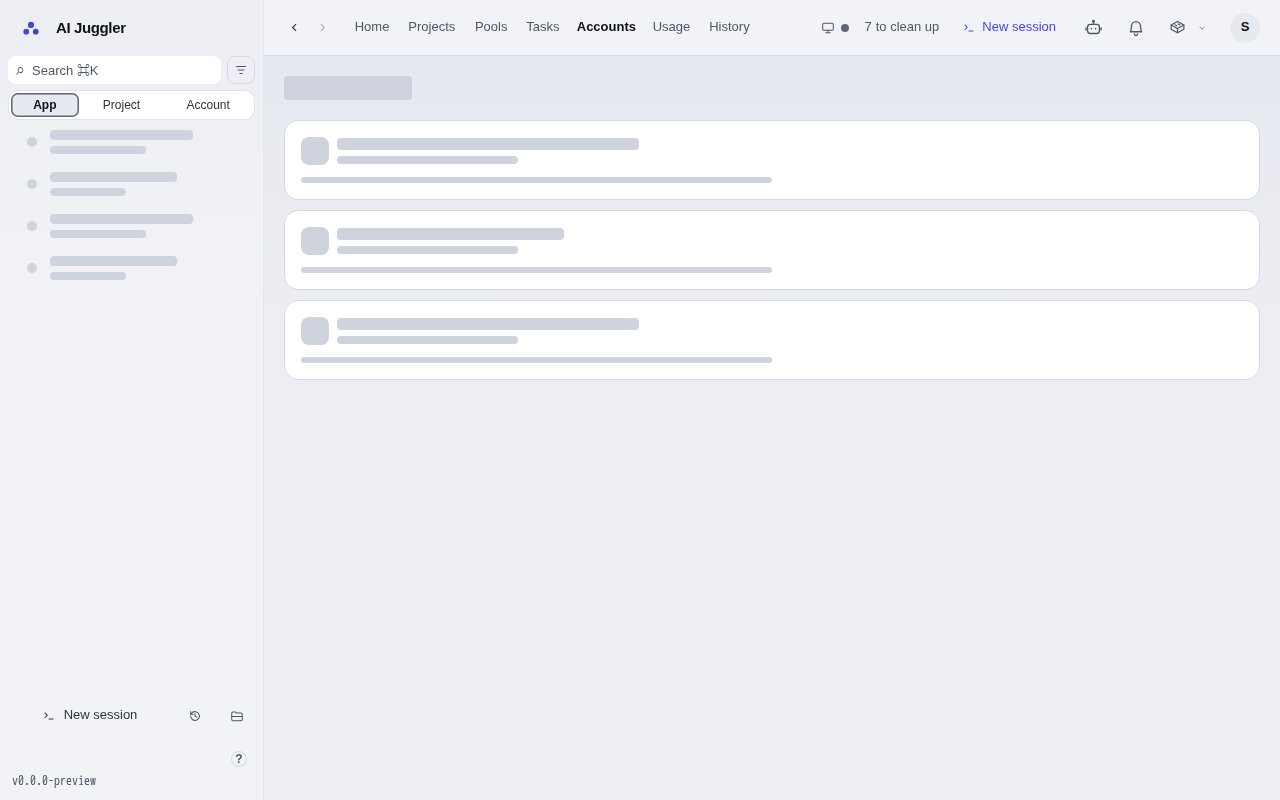 AI Juggler
Search ⌘K
App Project Account
New session
?
v0.0.0-preview
Home Projects Pools Tasks Accounts Usage History
7 to clean up
New session
S